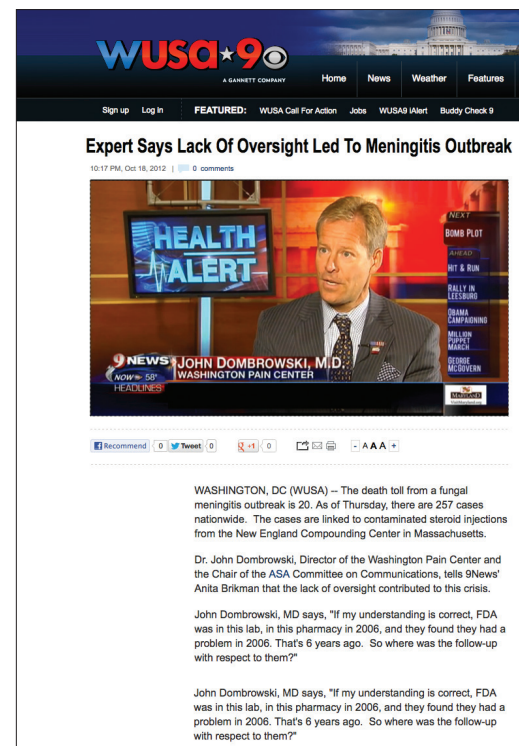 WUSA★9
A GANNETT COMPANY
Home News Weather Features
Sign up Log in FEATURED: WUSA Call For Action Jobs WUSA9 iAlert Buddy Check 9
Expert Says Lack Of Oversight Led To Meningitis Outbreak
10:17 PM, Oct 18, 2012 | 0 comments
HEALTH
ALERT
NEXT
BOMB PLOT
AHEAD
HIT & RUN
RALLY IN
LEESBURG
OBAMA
CAMPAIGNING
MILLION
PUPPET
MARCH
GEORGE
MCGOVERN
9 NEWS
NOW 58°
HEADLINES
JOHN DOMBROWSKI, M.D.
WASHINGTON PAIN CENTER
MARYLAND
Recommend 0 Tweet 0 +1 0 - A A A +
WASHINGTON, DC (WUSA) -- The death toll from a fungal
meningitis outbreak is 20. As of Thursday, there are 257 cases
nationwide. The cases are linked to contaminated steroid injections
from the New England Compounding Center in Massachusetts.
Dr. John Dombrowski, Director of the Washington Pain Center and
the Chair of the ASA Committee on Communications, tells 9News'
Anita Brikman that the lack of oversight contributed to this crisis.
John Dombrowski, MD says, "If my understanding is correct, FDA
was in this lab, in this pharmacy in 2006, and they found they had a
problem in 2006. That's 6 years ago. So where was the follow-up
with respect to them?"
John Dombrowski, MD says, "If my understanding is correct, FDA
was in this lab, in this pharmacy in 2006, and they found they had a
problem in 2006. That's 6 years ago. So where was the follow-up
with respect to them?"